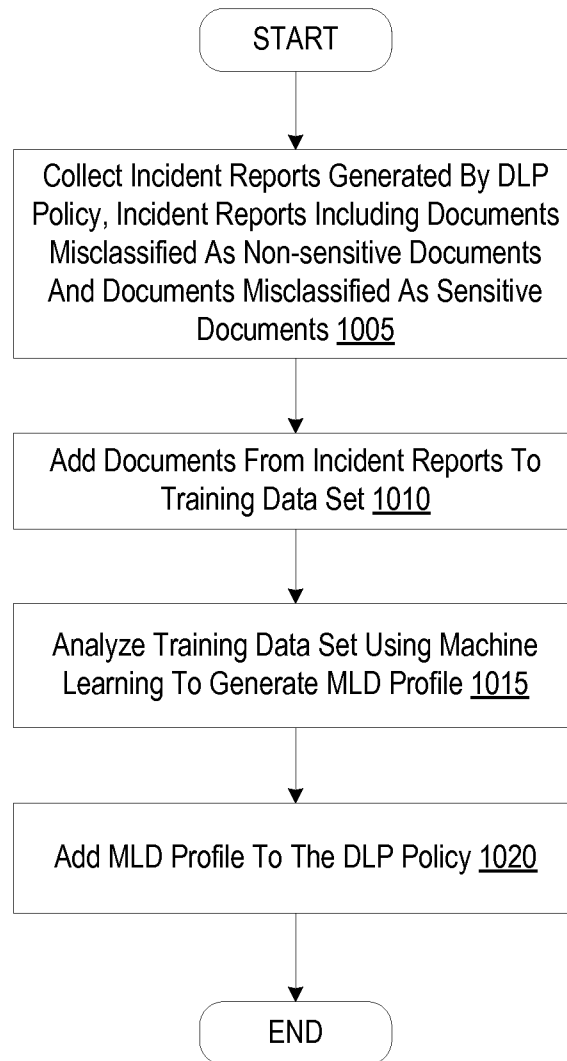 START
Collect Incident Reports Generated By DLP
Policy, Incident Reports Including Documents
Misclassified As Non-sensitive Documents
And Documents Misclassified As Sensitive
Documents 1005
Add Documents From Incident Reports To
Training Data Set 1010
Analyze Training Data Set Using Machine
Learning To Generate MLD Profile 1015
Add MLD Profile To The DLP Policy 1020
END